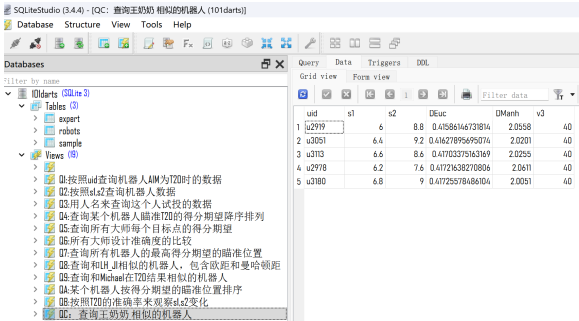 SQLiteStudio (3.4.4) - [QC：查询王奶奶 相似的机器人 (101darts)]
Database Structure View Tools Help
Databases
Filter by name
101darts (SQLite 3)
Tables (3)
expert
robots
sample
Views (19)
Q1:按照uid查询机器人AIM为T20时的数据
Q2:按照s1,s2查询机器人数据
Q3:用人名来查询这个人试投的数据
Q4:查询某个机器人瞄准T20的得分期望降序排列
Q5:查询所有大师每个目标点的得分期望
Q6:所有大师设计准确度的比较
Q7:查询所有机器人的最高得分期望的瞄准位置
Q8:查询和LH_JI相似的机器人，包含欧距和曼哈顿距
Q9:查询和Michael在T20结果相似的机器人
QA:某个机器人按得分期望的瞄准位置排序
QB:按照T20的准确率来观察s1,s2变化
QC：查询王奶奶 相似的机器人
Query Data Triggers DDL
Grid view Form view
1 Filter data
uid s1 s2 DEuc DManh v3
1 u2919 6 8.8 0.41586146731814 2.0558 40
2 u3051 6.4 9.2 0.41627895695074 2.0201 40
3 u3113 6.6 8.6 0.41703375163169 2.0255 40
4 u2978 6.2 7.6 0.41721638270806 2.0611 40
5 u3180 6.8 9 0.41725578486104 2.0051 40